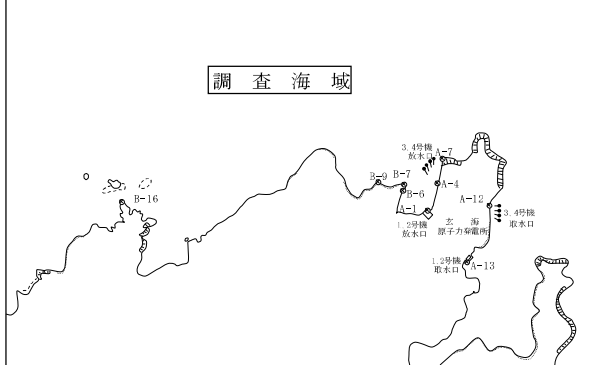 調査海域
3.4号機
放水口
A-7
B-9
B-7
B-6
A-4
B-16
A-1
A-12
1.2号機
放水口
玄海
原子力発電所
3.4号機
取水口
1.2号機
取水口
A-13